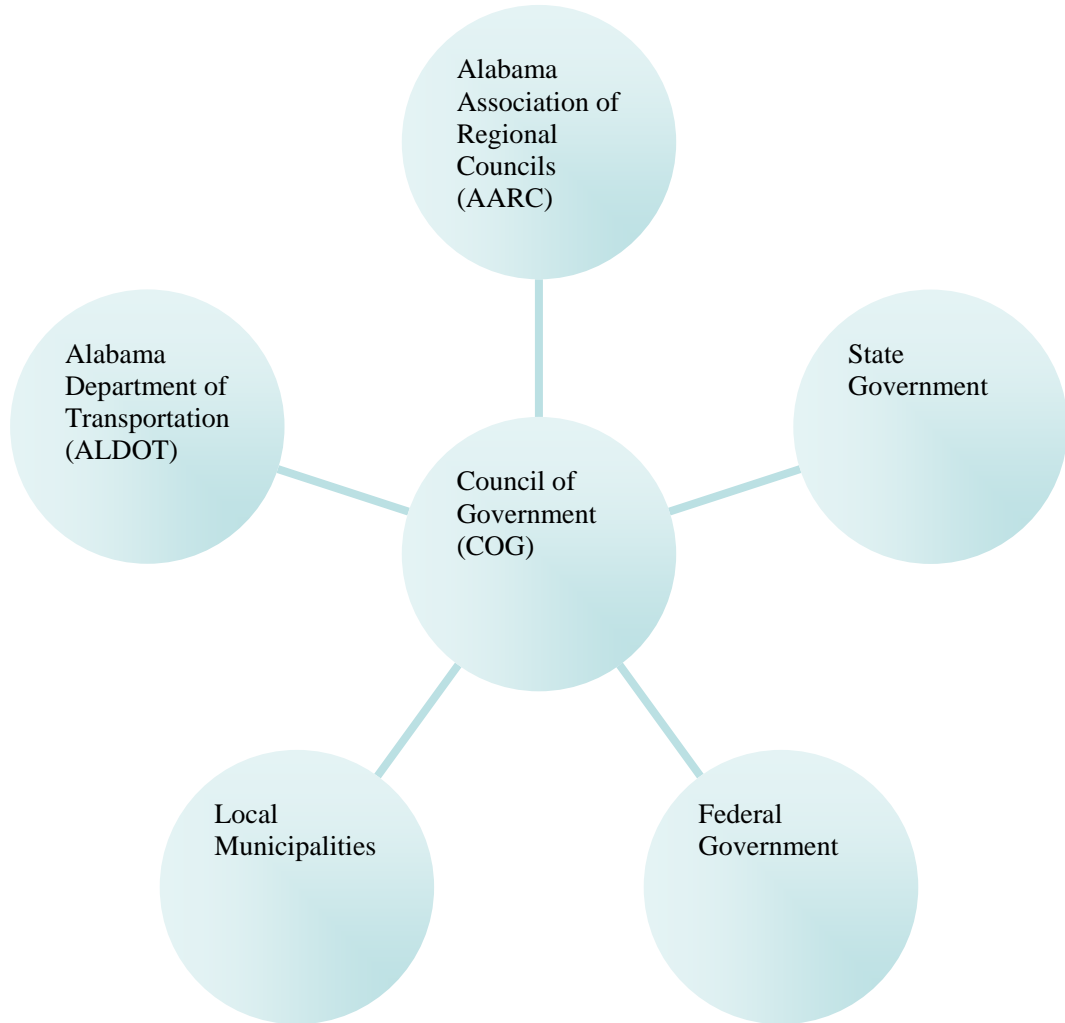 Alabama
Association of
Regional
Councils
(AARC)
Alabama
Department of
Transportation
(ALDOT)
State
Government
Council of
Government
(COG)
Local
Municipalities
Federal
Government